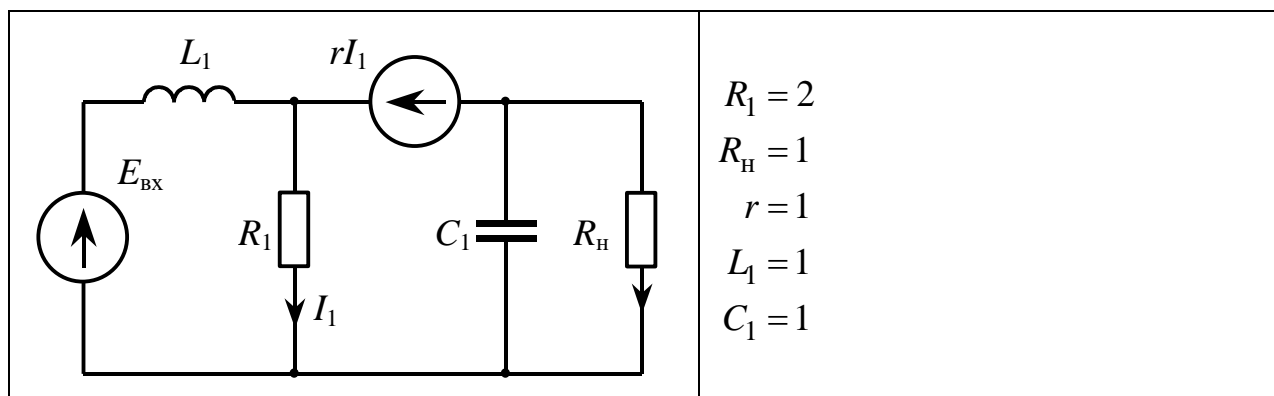 L₁
rI₁
Eвх
R₁
I₁
C₁
Rн
R₁ = 2
Rн = 1
r = 1
L₁ = 1
C₁ = 1